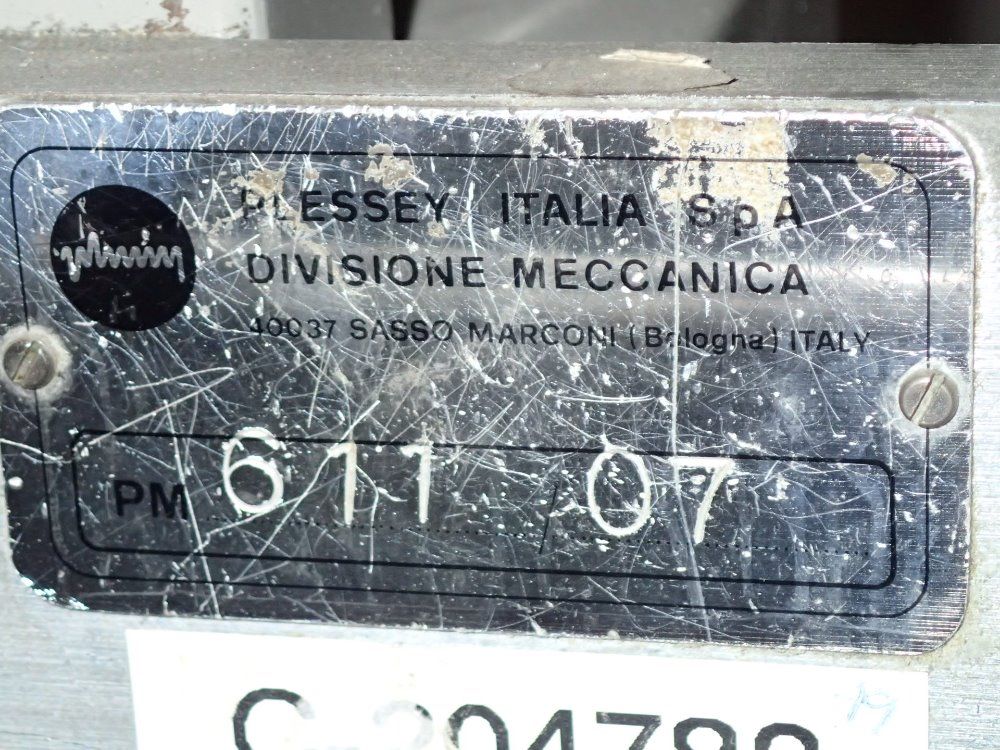 PLESSEY ITALIA SpA
DIVISIONE MECCANICA
40037 SASSO MARCONI (Bologna) ITALY
PM 611 / 07